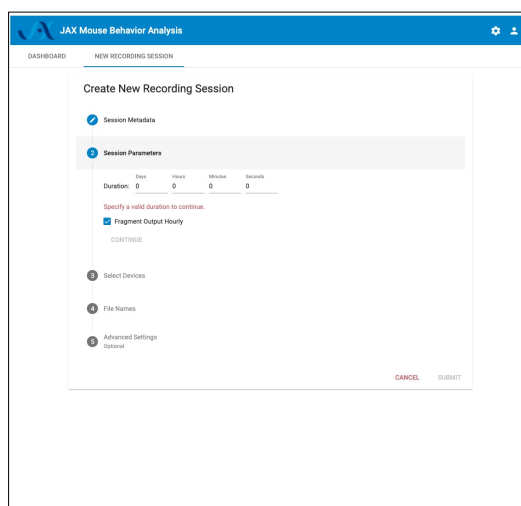 JAX Mouse Behavior Analysis
DASHBOARD NEW RECORDING SESSION
Create New Recording Session
Session Metadata
2 Session Parameters
Days Hours Minutes Seconds
Duration: 0 0 0 0
Specify a valid duration to continue.
Fragment Output Hourly
CONTINUE
3 Select Devices
4 File Names
5 Advanced Settings
Optional
CANCEL SUBMIT